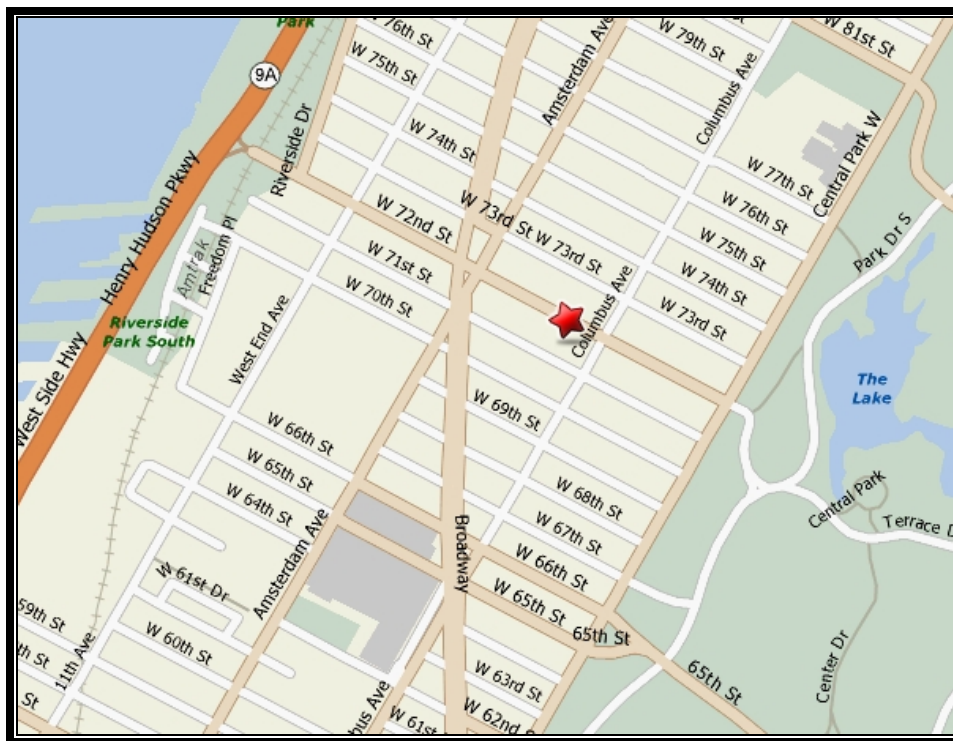 Park
W 76th St
W 75th St
9A
Amsterdam Ave
W 79th St
W 81st St
Columbus Ave
Riverside Dr
W 74th St
Central Park W
W 77th St
W 76th St
W 75th St
W 74th St
W 73rd St
Henry Hudson Pkwy
W 72nd St
W 73rd St
W 73rd St
Park Dr S
W 71st St
W 70th St
Amtrak
Freedom Pl
Riverside
Park South
West End Ave
Columbus Ave
West Side Hwy
The
Lake
W 69th St
W 66th St
W 65th St
W 64th St
W 68th St
W 67th St
W 66th St
W 65th St
65th St
65th St
Central Park
Terrace D
Broadway
Amsterdam Ave
W 61st Dr
59th St
th St
St
11th Ave
W 60th St
Center Dr
W 63rd St
W 62nd S
W 61st
bus Ave